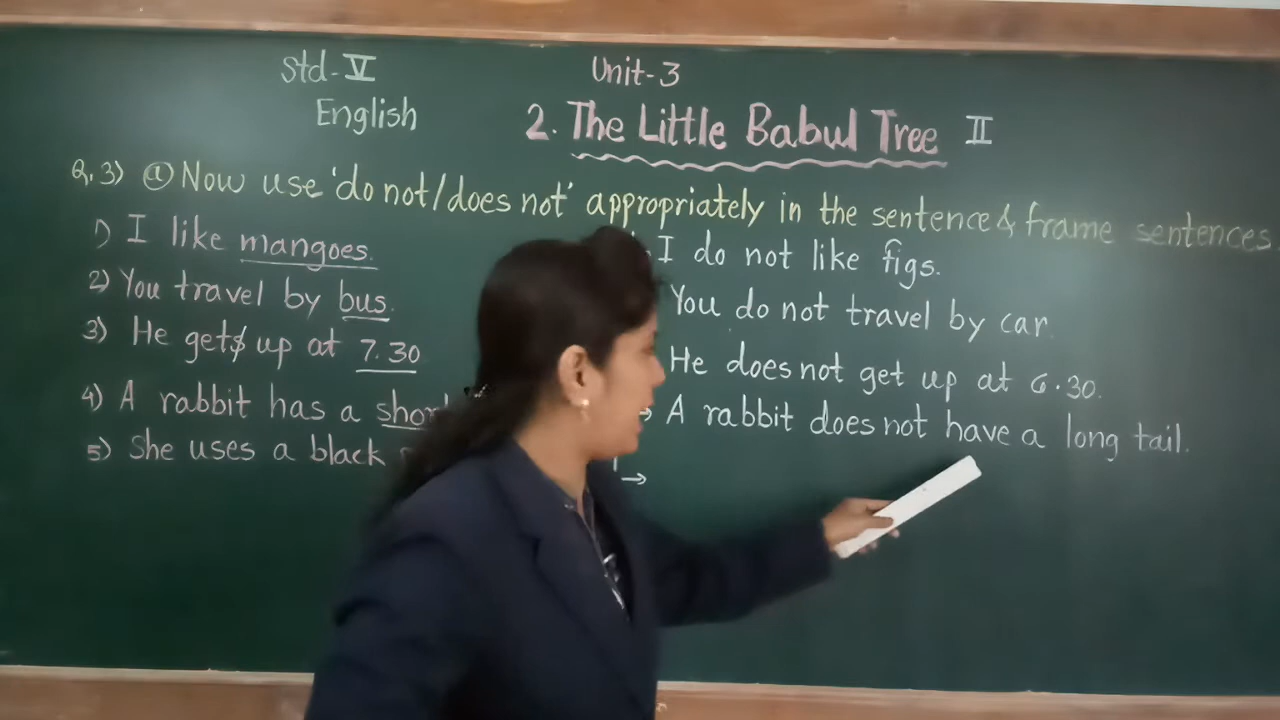 Std-V
Unit-3
English
2. The Little Babul Tree II
Q.3) ⓐ Now use 'do not/does not' appropriately in the sentence & frame sentences.
1) I like mangoes.
I do not like figs.
2) You travel by bus.
You do not travel by car.
3) He gets up at 7.30
He does not get up at 6.30.
4) A rabbit has a
→ A rabbit does not have a long tail.
5) She uses a black
→